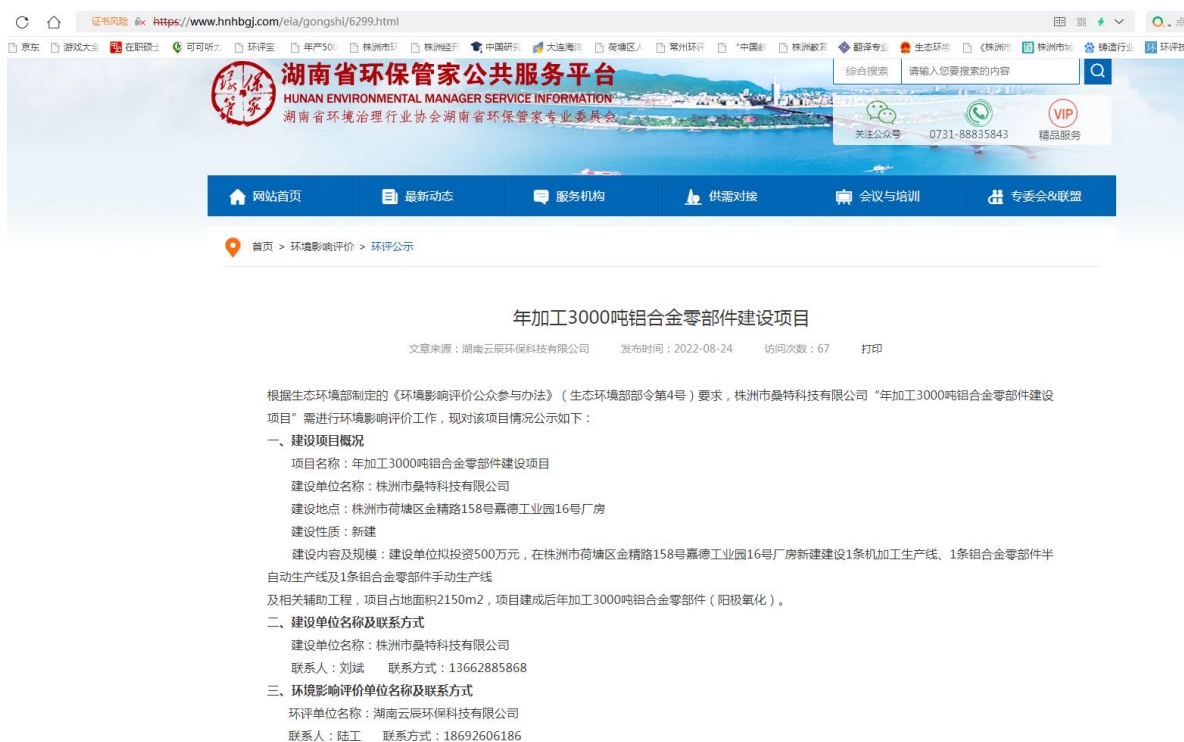 证书风险 https://www.hnhbgj.com/eia/gongshi/6299.html
京东 游戏大全 在职硕士 可可听力 环评宝 年产500 株洲市环 株洲经开 中国研究 大连海洋 荷塘区人 常州环评 "中国麸 株洲教育 翻译专业 生态环境 《株洲市 株洲市城 铸造行业 环评技
湖南省环保管家公共服务平台
HUNAN ENVIRONMENTAL MANAGER SERVICE INFORMATION
湖南省环境治理行业协会湖南省环保管家专业委员会
环保管家
综合搜索 请输入您要搜索的内容
关注公众号 0731-88835843 VIP 精品服务
网站首页 最新动态 服务机构 供需对接 会议与培训 专委会&联盟
首页 > 环境影响评价 > 环评公示
年加工3000吨铝合金零部件建设项目
文章来源：湖南云辰环保科技有限公司 发布时间：2022-08-24 访问次数：67 打印
根据生态环境部制定的《环境影响评价公众参与办法》（生态环境部部令第4号）要求，株洲市桑特科技有限公司“年加工3000吨铝合金零部件建设
项目”需进行环境影响评价工作，现对该项目情况公示如下：
一、建设项目概况
项目名称：年加工3000吨铝合金零部件建设项目
建设单位名称：株洲市桑特科技有限公司
建设地点：株洲市荷塘区金精路158号嘉德工业园16号厂房
建设性质：新建
建设内容及规模：建设单位拟投资500万元，在株洲市荷塘区金精路158号嘉德工业园16号厂房新建建设1条机加工生产线、1条铝合金零部件半
自动生产线及1条铝合金零部件手动生产线
及相关辅助工程，项目占地面积2150m2，项目建成后年加工3000吨铝合金零部件（阳极氧化）。
二、建设单位名称及联系方式
建设单位名称：株洲市桑特科技有限公司
联系人：刘斌 联系方式：13662885868
三、环境影响评价单位名称及联系方式
环评单位名称：湖南云辰环保科技有限公司
联系人：陆工 联系方式：18692606186